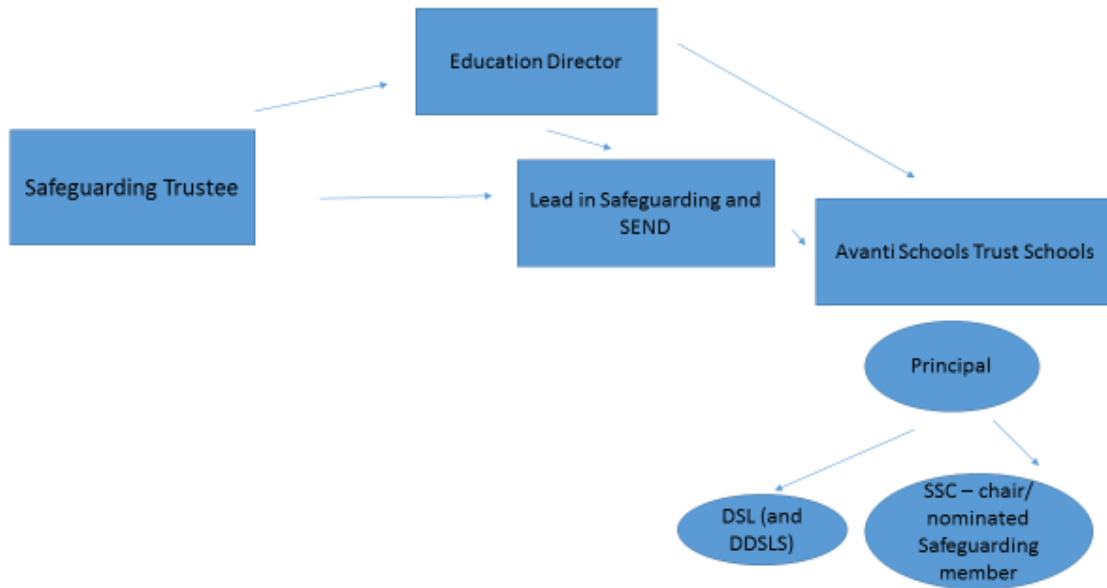 Education Director
Safeguarding Trustee
Lead in Safeguarding and
SEND
Avanti Schools Trust Schools
Principal
DSL (and
DDSLS)
SSC – chair/
nominated
Safeguarding
member